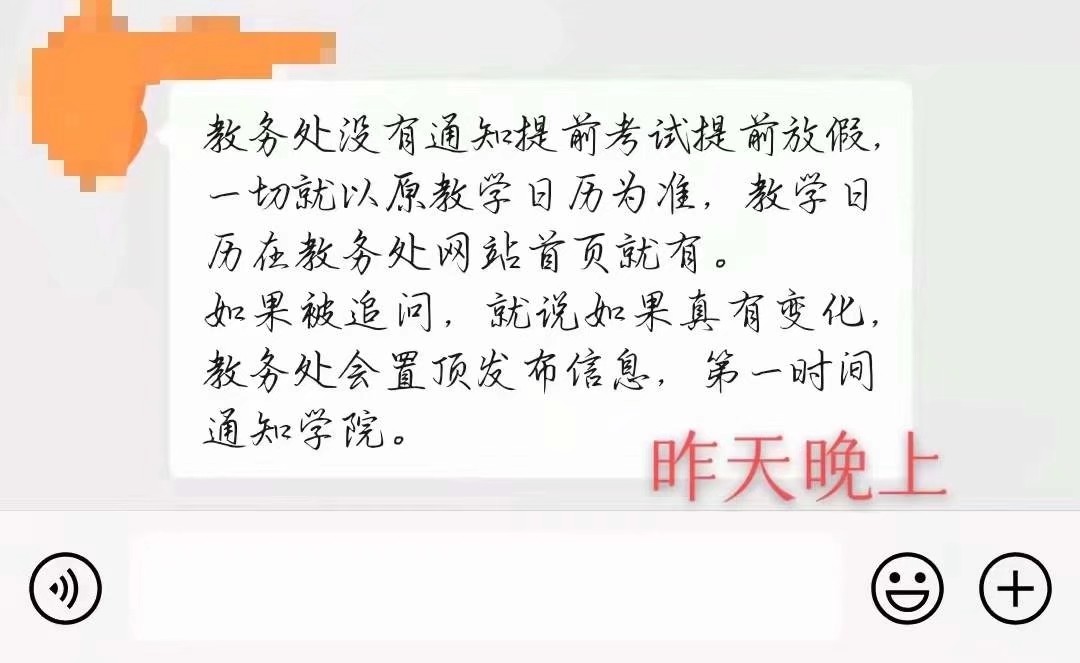 教务处没有通知提前考试提前放假,
一切就以原教学日历为准，教学日
历在教务处网站首页就有。
如果被追问，就说如果真有变化,
教务处会置顶发布信息，第一时间
通知学院。
昨天晚上